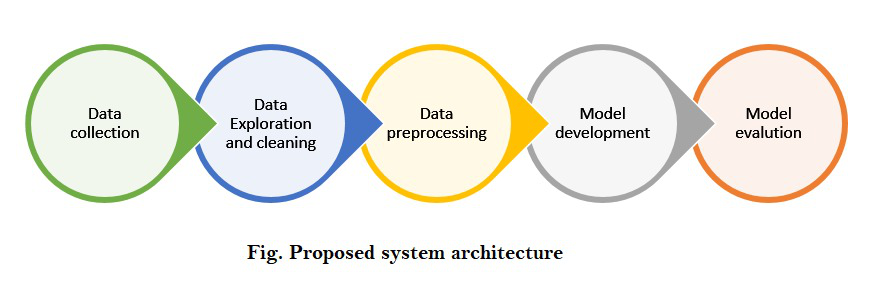 Data
collection
Data
Exploration
and cleaning
Data
preprocessing
Model
development
Model
evalution
Fig. Proposed system architecture